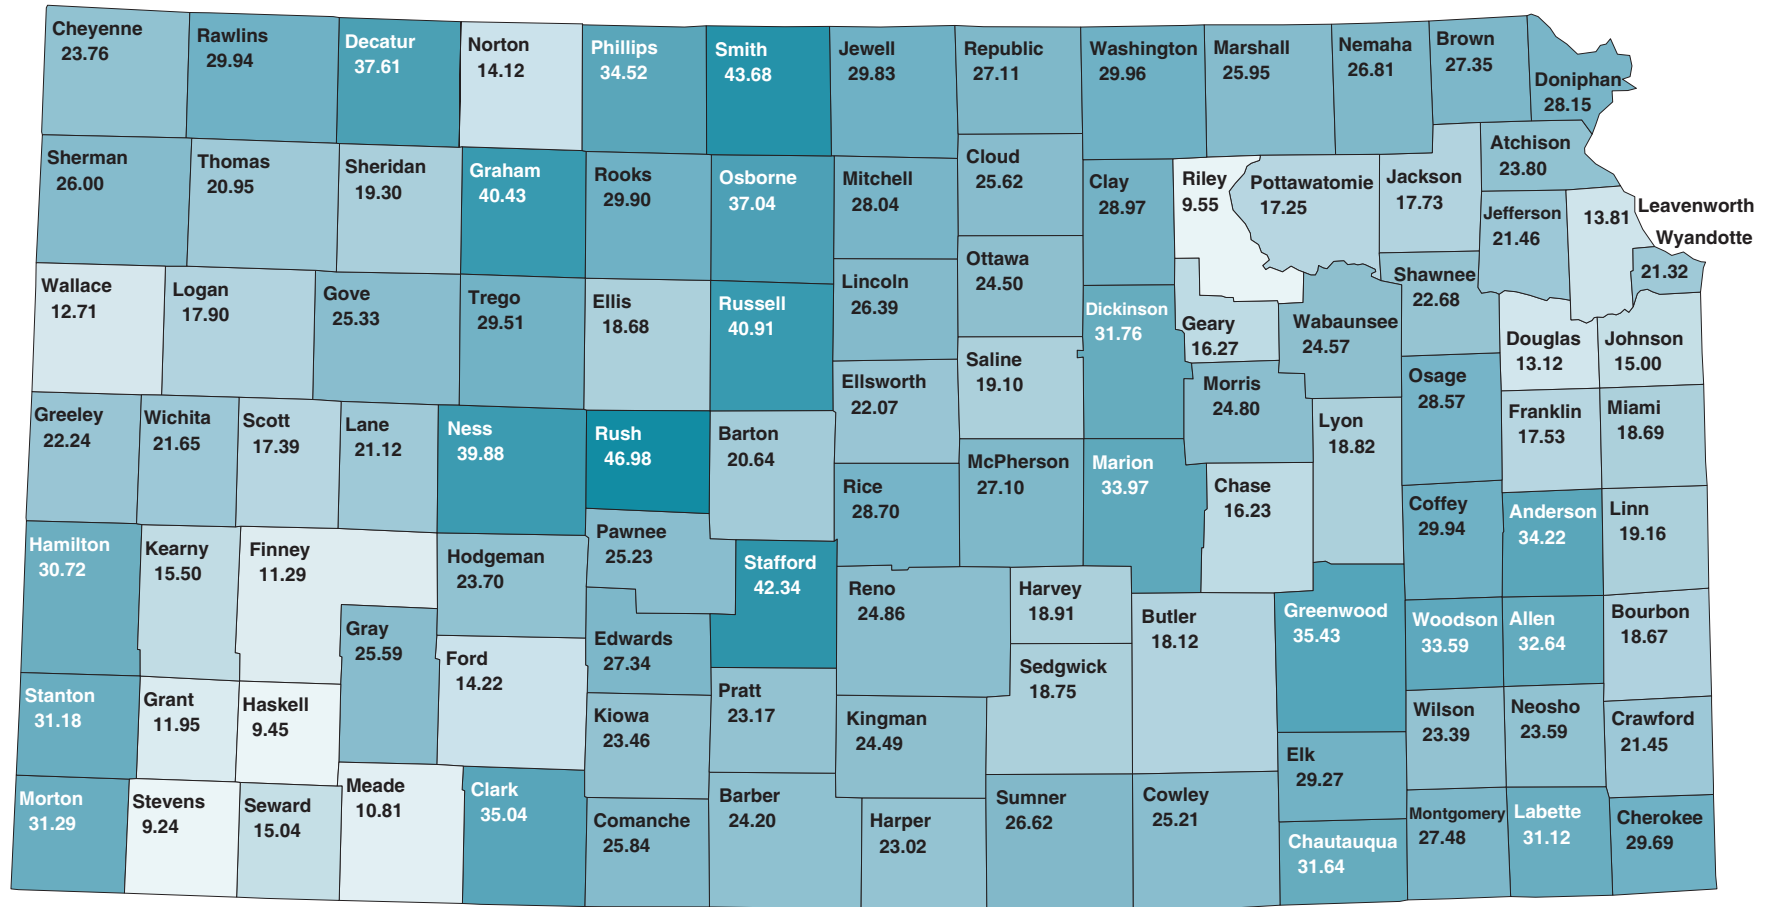 Cheyenne
23.76
Rawlins
29.94
Decatur
37.61
Norton
14.12
Phillips
34.52
Smith
43.68
Jewell
29.83
Republic
27.11
Washington
29.96
Marshall
25.95
Nemaha
26.81
Brown
27.35
Doniphan
28.15
Sherman
26.00
Thomas
20.95
Sheridan
19.30
Graham
40.43
Rooks
29.90
Osborne
37.04
Mitchell
28.04
Cloud
25.62
Clay
28.97
Riley
9.55
Pottawatomie
17.25
Jackson
17.73
Atchison
23.80
Jefferson
21.46
13.81
Leavenworth
Wyandotte
21.32
Wallace
12.71
Logan
17.90
Gove
25.33
Trego
29.51
Ellis
18.68
Russell
40.91
Lincoln
26.39
Ottawa
24.50
Dickinson
31.76
Geary
16.27
Wabaunsee
24.57
Shawnee
22.68
Douglas
13.12
Johnson
15.00
Greeley
22.24
Wichita
21.65
Scott
17.39
Lane
21.12
Ness
39.88
Rush
46.98
Barton
20.64
Ellsworth
22.07
Saline
19.10
Morris
24.80
Lyon
18.82
Osage
28.57
Franklin
17.53
Miami
18.69
Rice
28.70
McPherson
27.10
Marion
33.97
Chase
16.23
Coffey
29.94
Anderson
34.22
Linn
19.16
Hamilton
30.72
Kearny
15.50
Finney
11.29
Hodgeman
23.70
Pawnee
25.23
Stafford
42.34
Reno
24.86
Harvey
18.91
Butler
18.12
Greenwood
35.43
Woodson
33.59
Allen
32.64
Bourbon
18.67
Gray
25.59
Ford
14.22
Edwards
27.34
Sedgwick
18.75
Stanton
31.18
Grant
11.95
Haskell
9.45
Kiowa
23.46
Pratt
23.17
Kingman
24.49
Elk
29.27
Wilson
23.39
Neosho
23.59
Crawford
21.45
Morton
31.29
Stevens
9.24
Seward
15.04
Meade
10.81
Clark
35.04
Comanche
25.84
Barber
24.20
Harper
23.02
Sumner
26.62
Cowley
25.21
Chautauqua
31.64
Montgomery
27.48
Labette
31.12
Cherokee
29.69